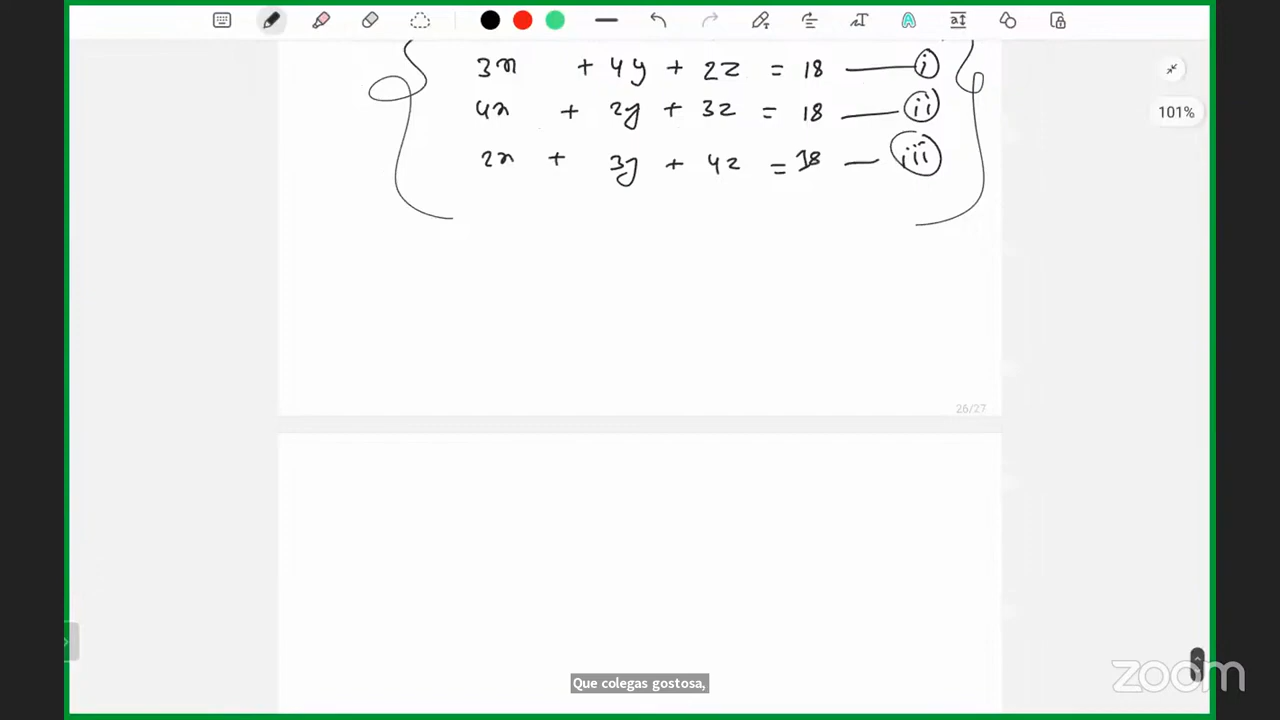 101%
3x + 4y + 2z = 18 — i
4x + 2y + 3z = 18 — ii
2x + 3y + 4z = 18 — iii
26/27
Que colegas gostosa,
zoom